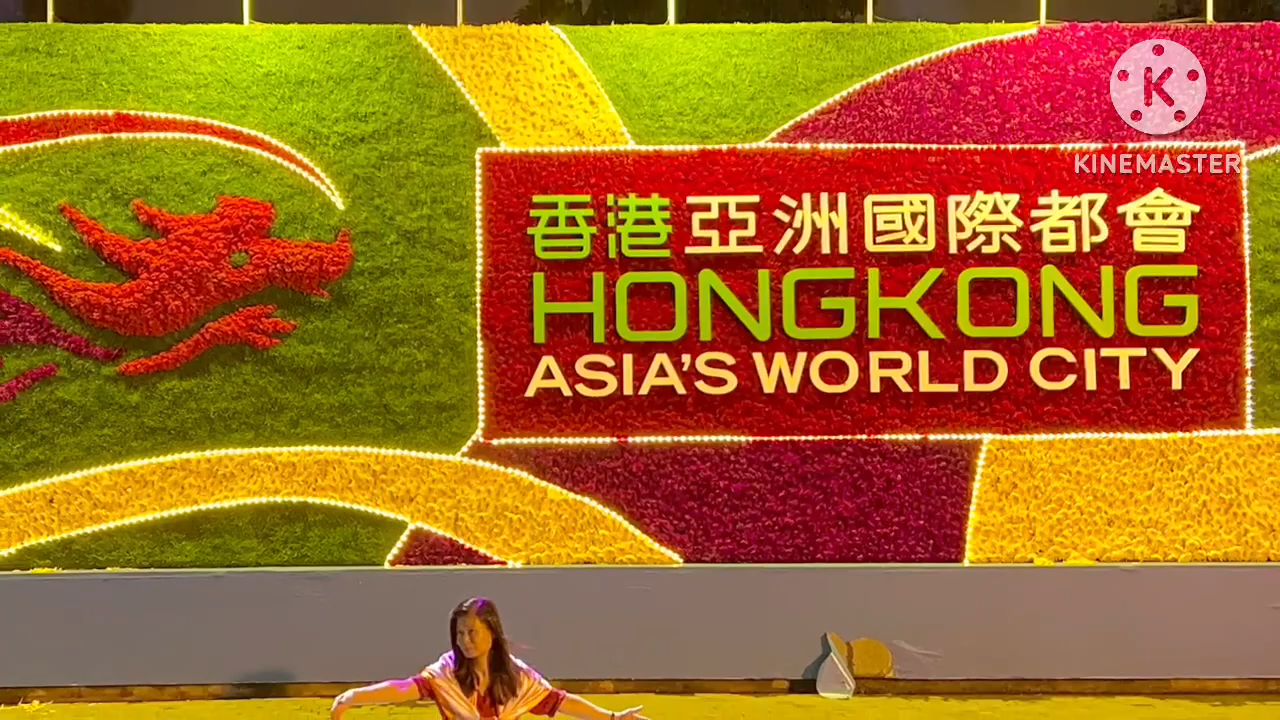 K
KINEMASTER
香港亞洲國際都會
HONGKONG
ASIA'S WORLD CITY